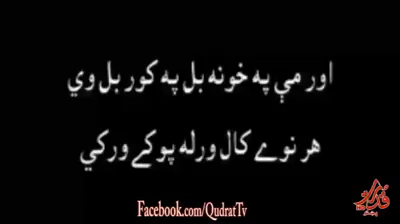 اور مې په خونه بل په کور بل وي
هر نوے کال ورله پوکے ورکي
Facebook.com/QudratTv